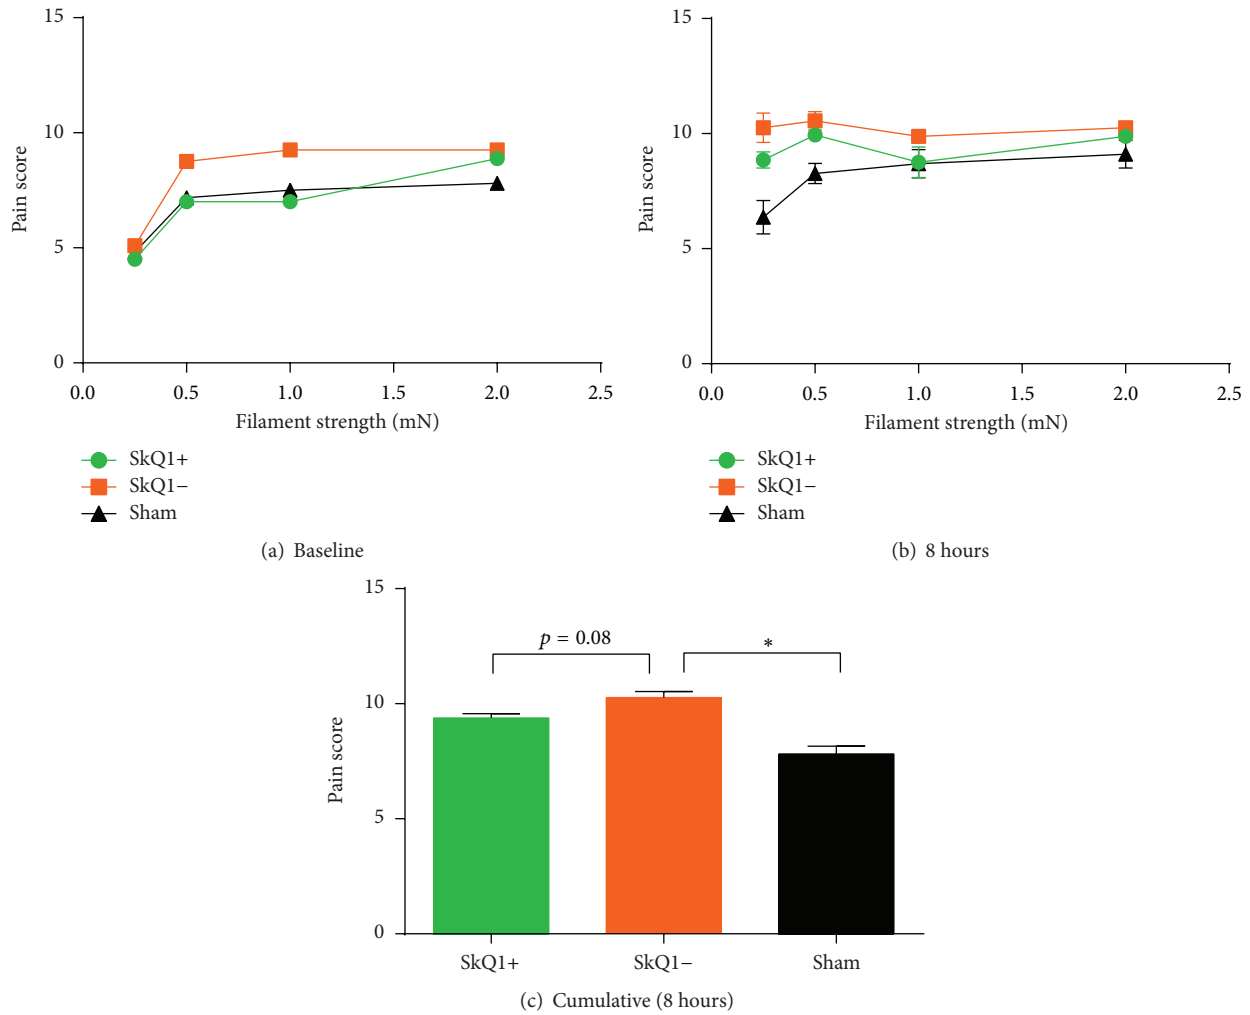 15
10
5
0
Pain score
0.0 0.5 1.0 1.5 2.0 2.5
Filament strength (mN)
SkQ1+
SkQ1−
Sham
(a) Baseline
15
10
5
0
Pain score
0.0 0.5 1.0 1.5 2.0 2.5
Filament strength (mN)
SkQ1+
SkQ1−
Sham
(b) 8 hours
15
10
5
0
Pain score
p = 0.08
*
SkQ1+ SkQ1− Sham
(c) Cumulative (8 hours)